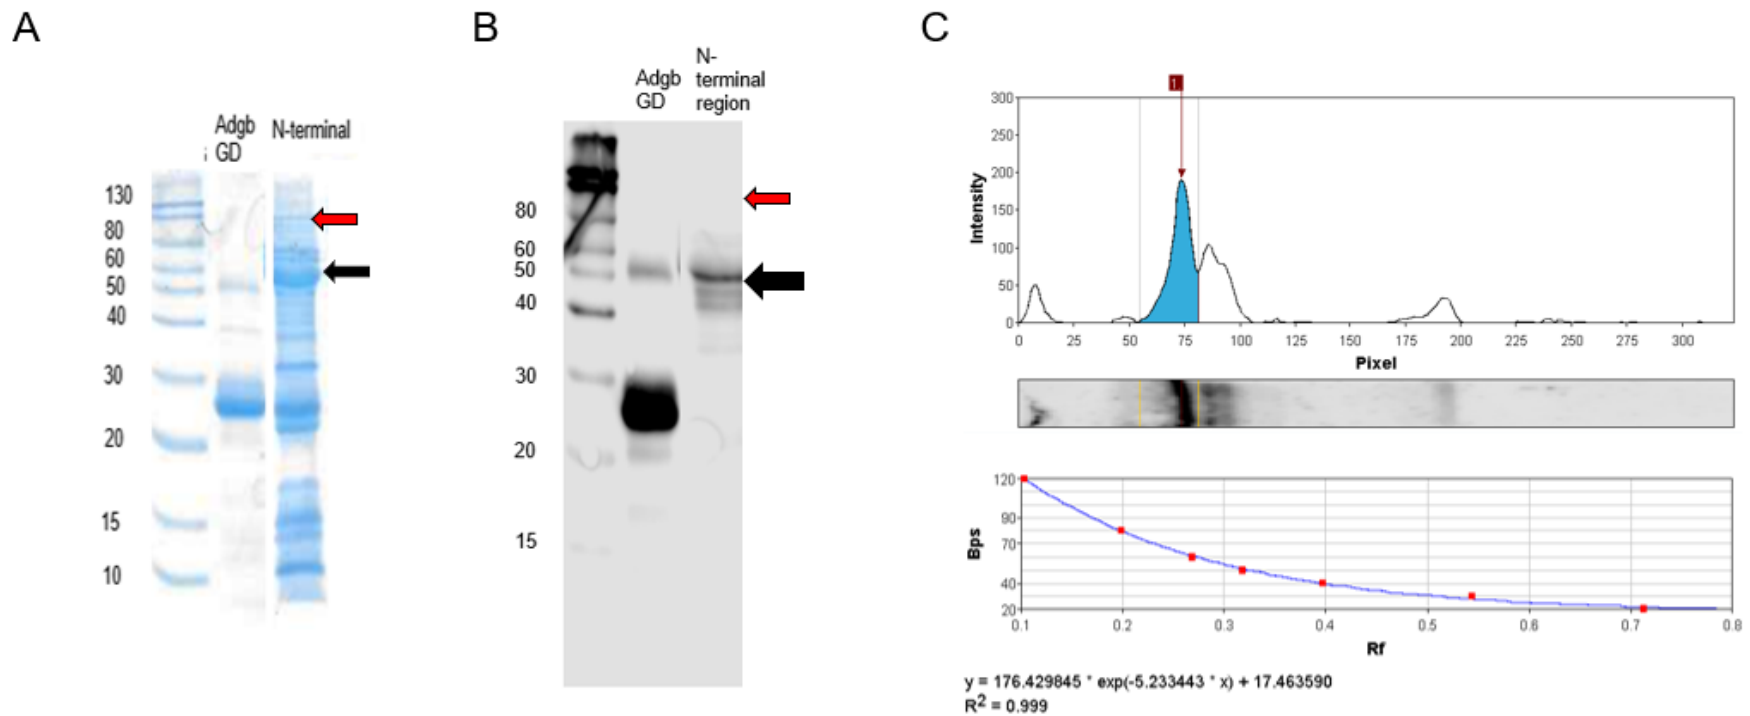 A
Adgb
GD
N-terminal
130
80
60
50
40
30
20
15
10
B
Adgb
GD
N-
terminal
region
80
60
50
40
30
20
15
C
1
300
250
200
150
100
50
0
Intensity
0 25 50 75 100 125 150 175 200 225 250 275 300
Pixel
120
90
70
40
20
Bps
0.1 0.2 0.3 0.4 0.5 0.6 0.7 0.8
Rf
y = 176.429845 * exp(-5.233443 * x) + 17.463590
R2 = 0.999